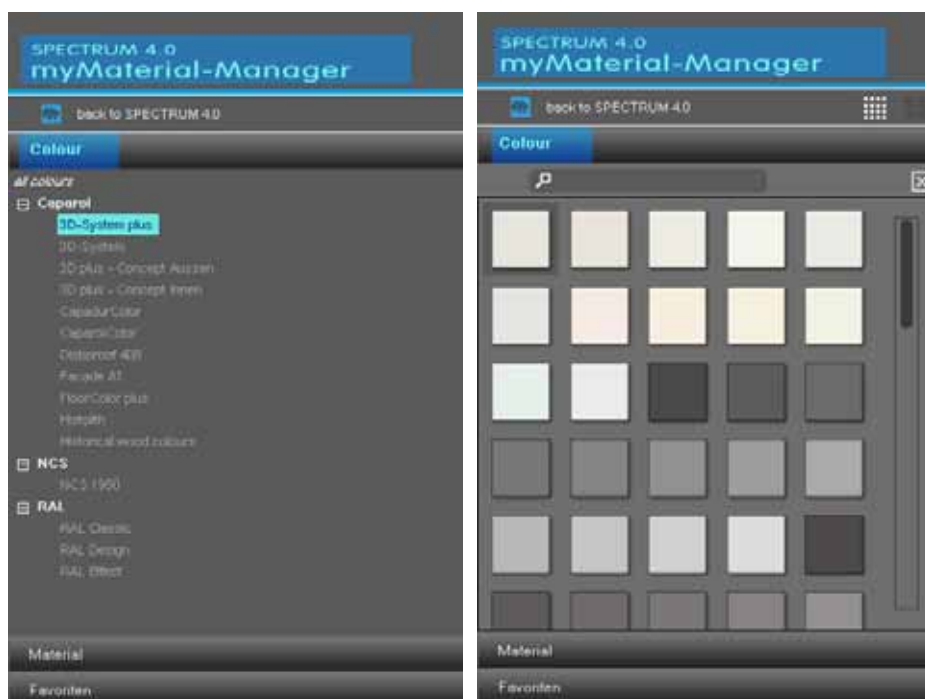 SPECTRUM 4.0
myMaterial-Manager
back to SPECTRUM 4.0
Colour
all colours
Caparol
3D-System plus
3D-System
3D plus - Concept Aussen
3D plus - Concept Innen
CapadurColor
CaparolColor
Disboroof 408
Facade A1
FloorColor plus
Histolith
Historical wood colours
NCS
NCS 1950
RAL
RAL Classic
RAL Design
RAL Effect
Material
Favoriten
SPECTRUM 4.0
myMaterial-Manager
back to SPECTRUM 4.0
Colour
Material
Favoriten